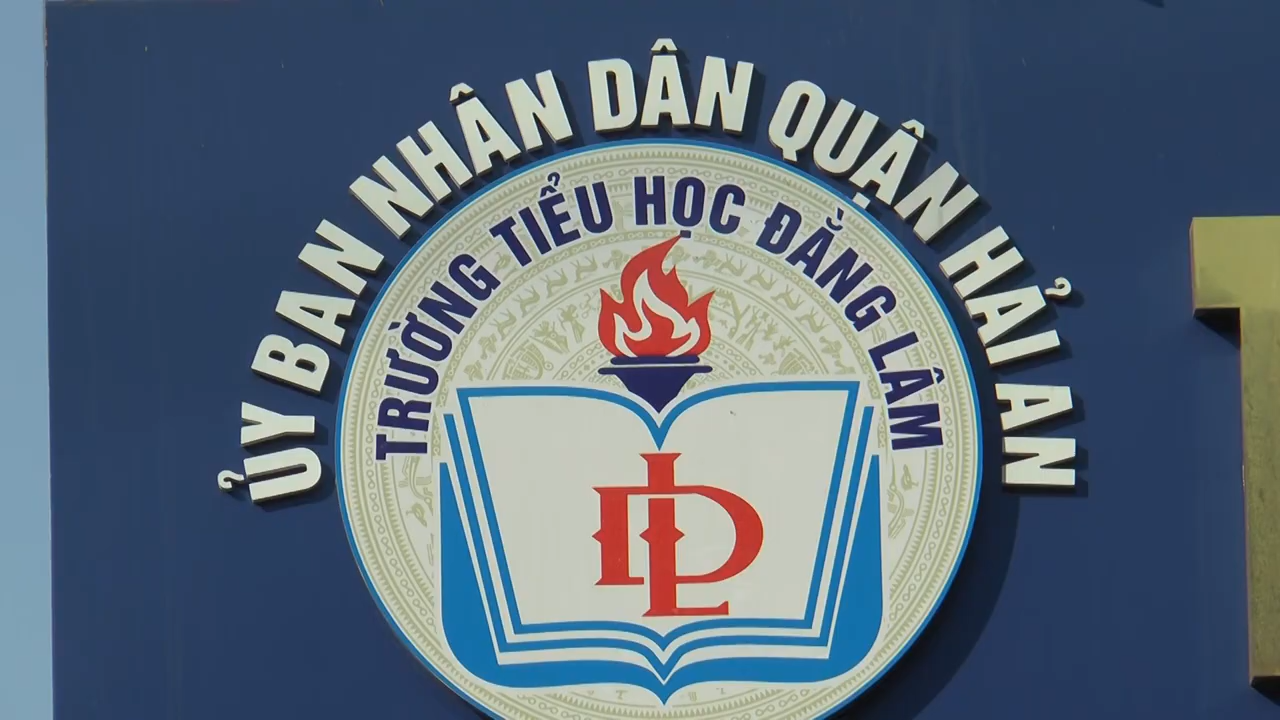 ỦY BAN NHÂN DÂN QUẬN HẢI AN
TRƯỜNG TIỂU HỌC ĐẰNG LÂM
ĐL